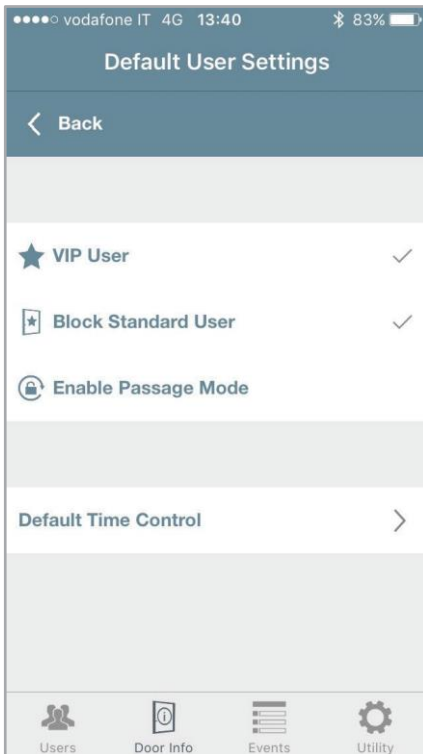 vodafone IT 4G 13:40 83%
Default User Settings
Back
VIP User
Block Standard User
Enable Passage Mode
Default Time Control
Users Door Info Events Utility